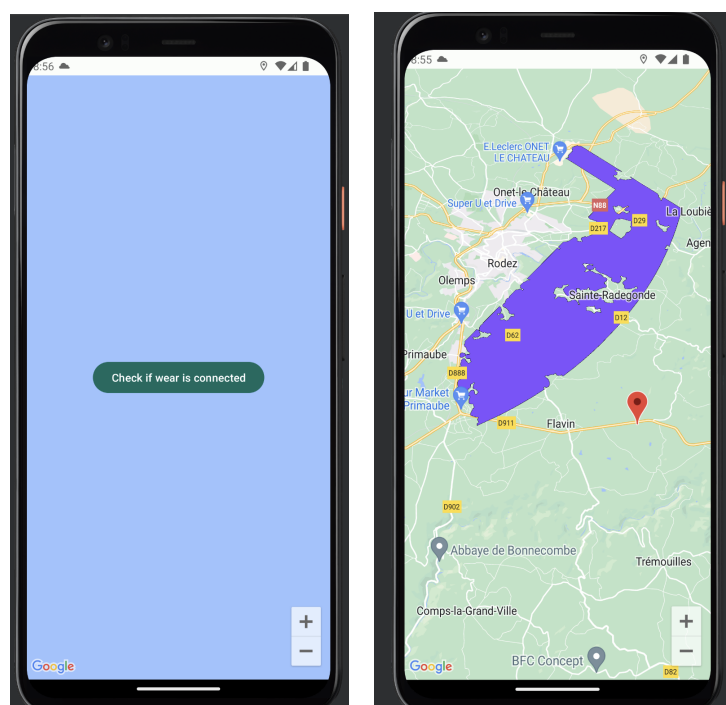 8:56
Check if wear is connected
+
−
Google
8:55
E.Leclerc ONET
LE CHATEAU
Onet-le-Château
Super U et Drive
N88
La Loubiè
D29
D217
Agen
Rodez
Olemps
Sainte-Radegonde
U et Drive
D12
D62
Primaube
D888
ur Market
Primaube
D911
Flavin
D902
Abbaye de Bonnecombe
Trémouilles
Comps-la-Grand-Ville
+
−
BFC Concept
Google
D82